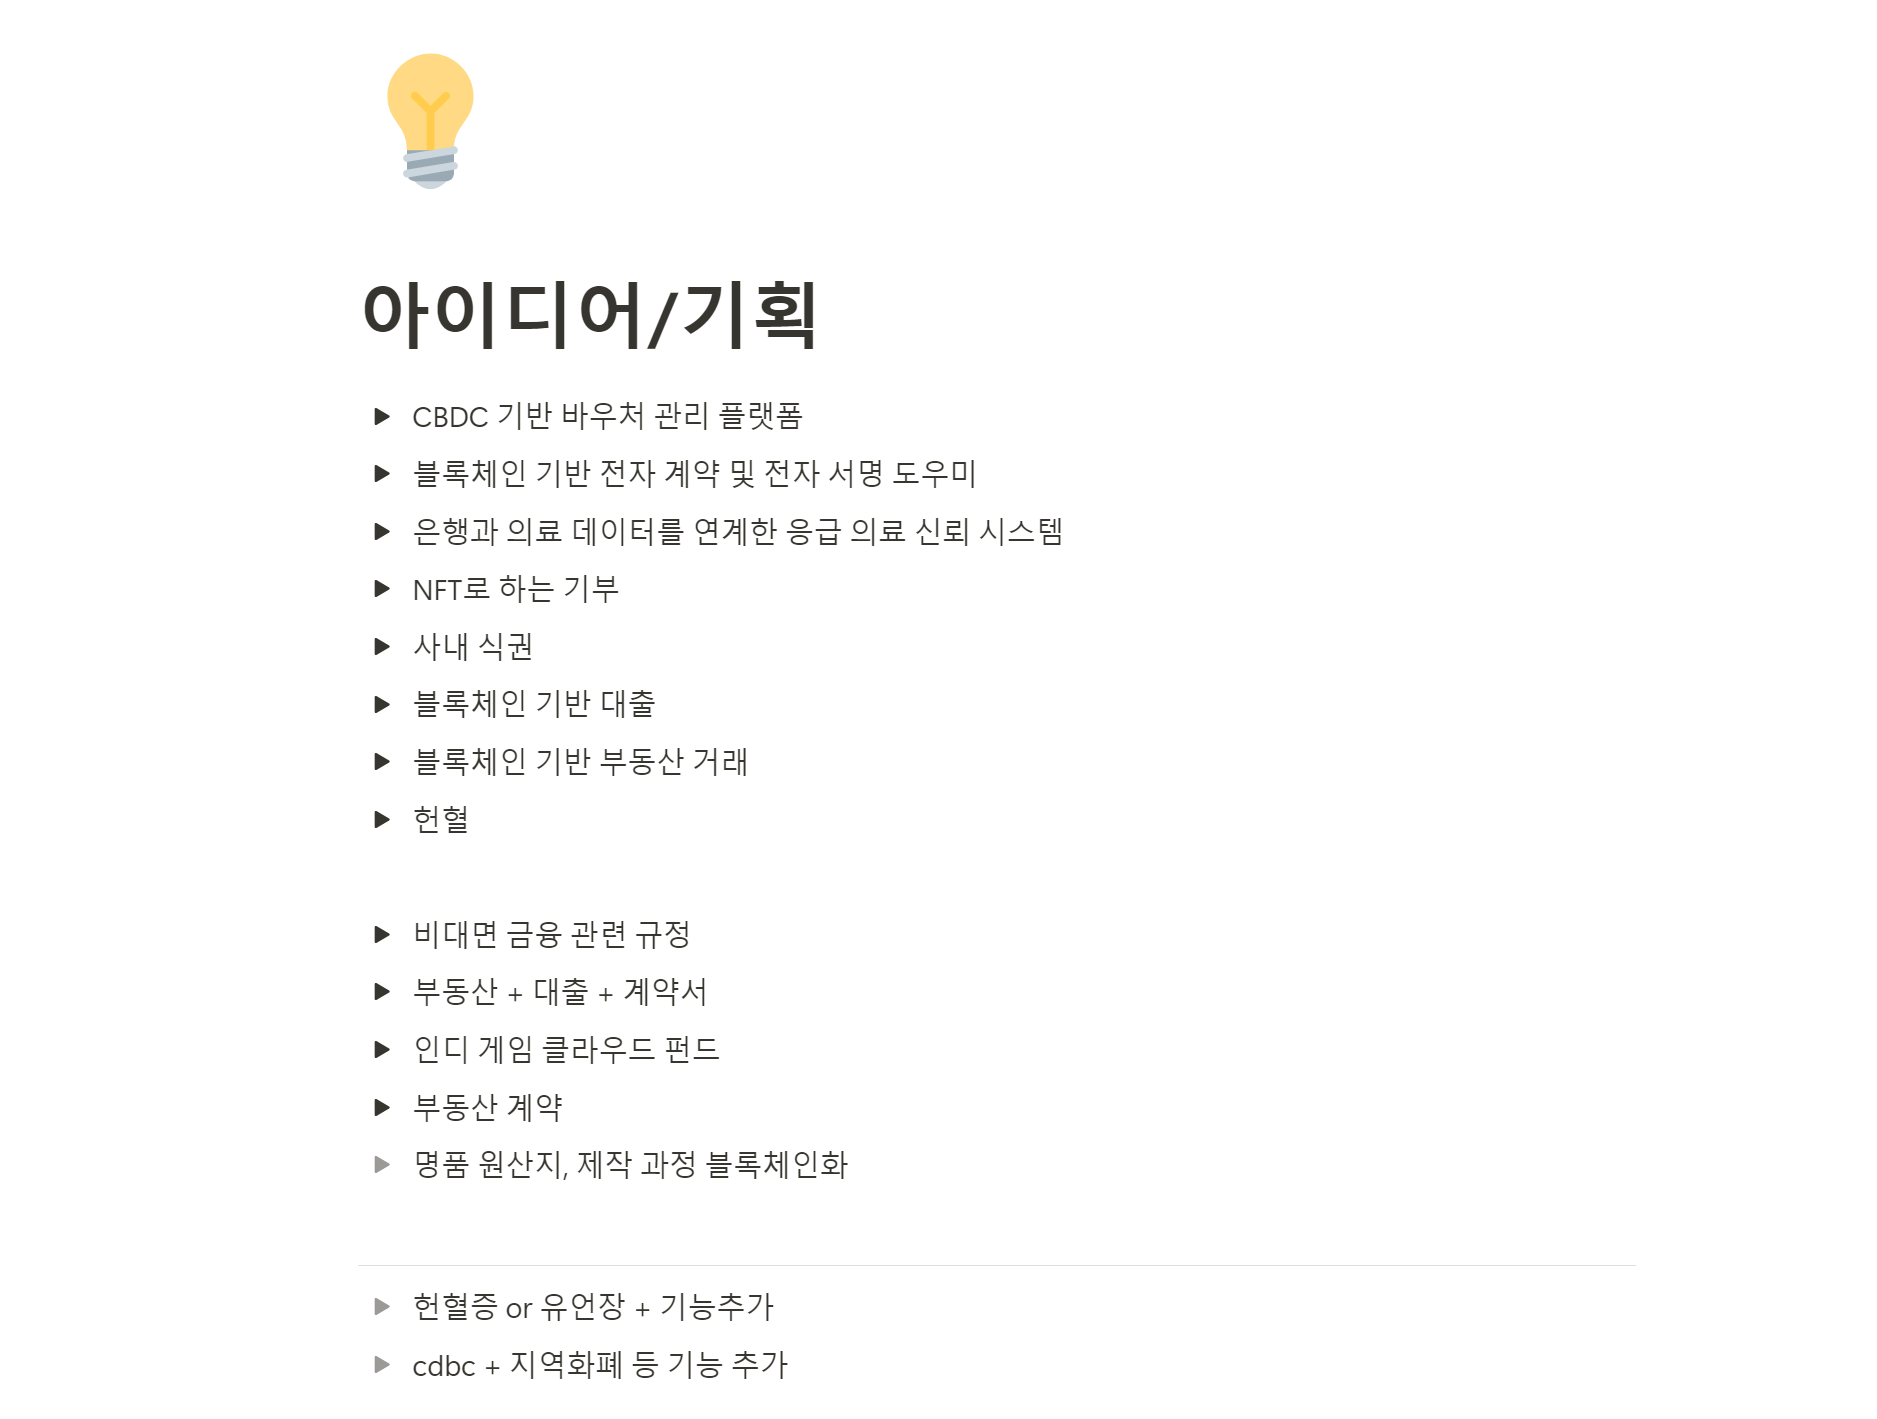 아이디어/기획
CBDC 기반 바우처 관리 플랫폼
블록체인 기반 전자 계약 및 전자 서명 도우미
은행과 의료 데이터를 연계한 응급 의료 신뢰 시스템
NFT로 하는 기부
사내 식권
블록체인 기반 대출
블록체인 기반 부동산 거래
헌혈
비대면 금융 관련 규정
부동산 + 대출 + 계약서
인디 게임 클라우드 펀드
부동산 계약
명품 원산지, 제작 과정 블록체인화
헌혈증 or 유언장 + 기능추가
cdbc + 지역화폐 등 기능 추가